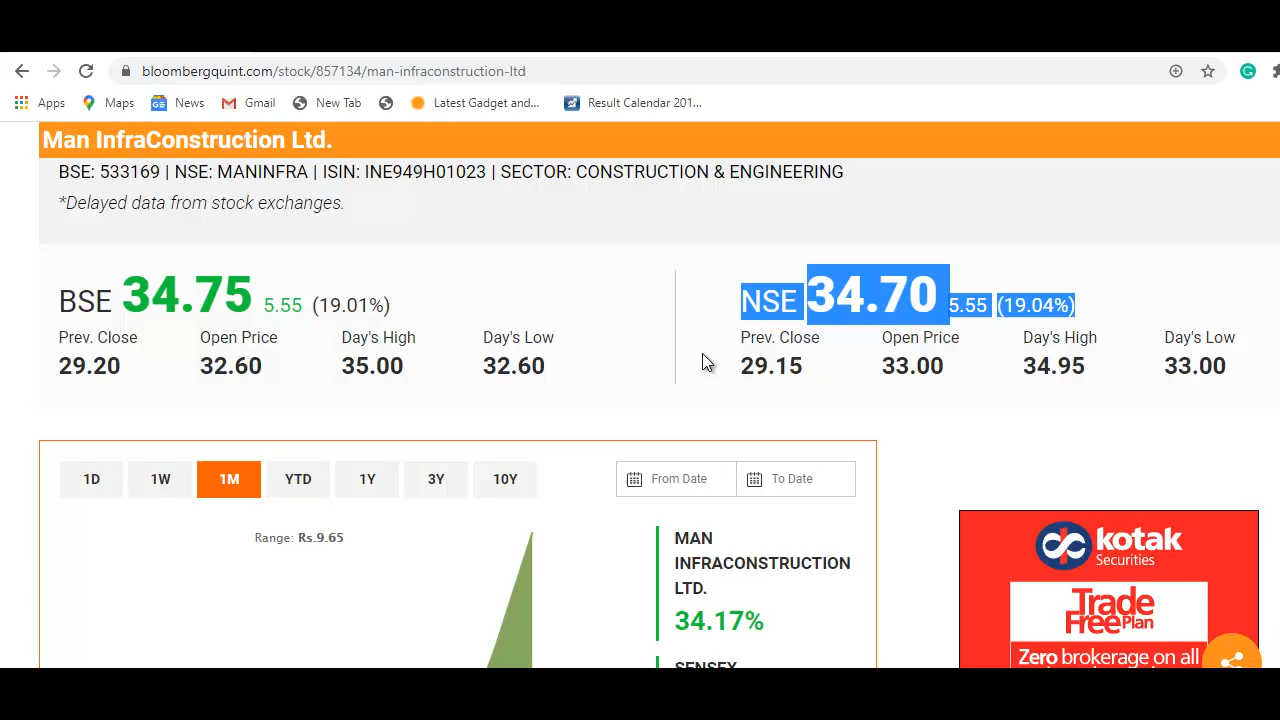 bloombergquint.com/stock/857134/man-infraconstruction-ltd
Apps Maps News Gmail New Tab Latest Gadget and... Result Calendar 201...
Man InfraConstruction Ltd.
BSE: 533169 | NSE: MANINFRA | ISIN: INE949H01023 | SECTOR: CONSTRUCTION & ENGINEERING
*Delayed data from stock exchanges.
BSE 34.75 5.55 (19.01%)
Prev. Close Open Price Day's High Day's Low
29.20 32.60 35.00 32.60
NSE 34.70 5.55 (19.04%)
Prev. Close Open Price Day's High Day's Low
29.15 33.00 34.95 33.00
1D 1W 1M YTD 1Y 3Y 10Y From Date To Date
Range: Rs.9.65
MAN
INFRACONSTRUCTION
LTD.
34.17%
SENSEX
kotak
Securities
Trade
Free Plan
Zero brokerage on all